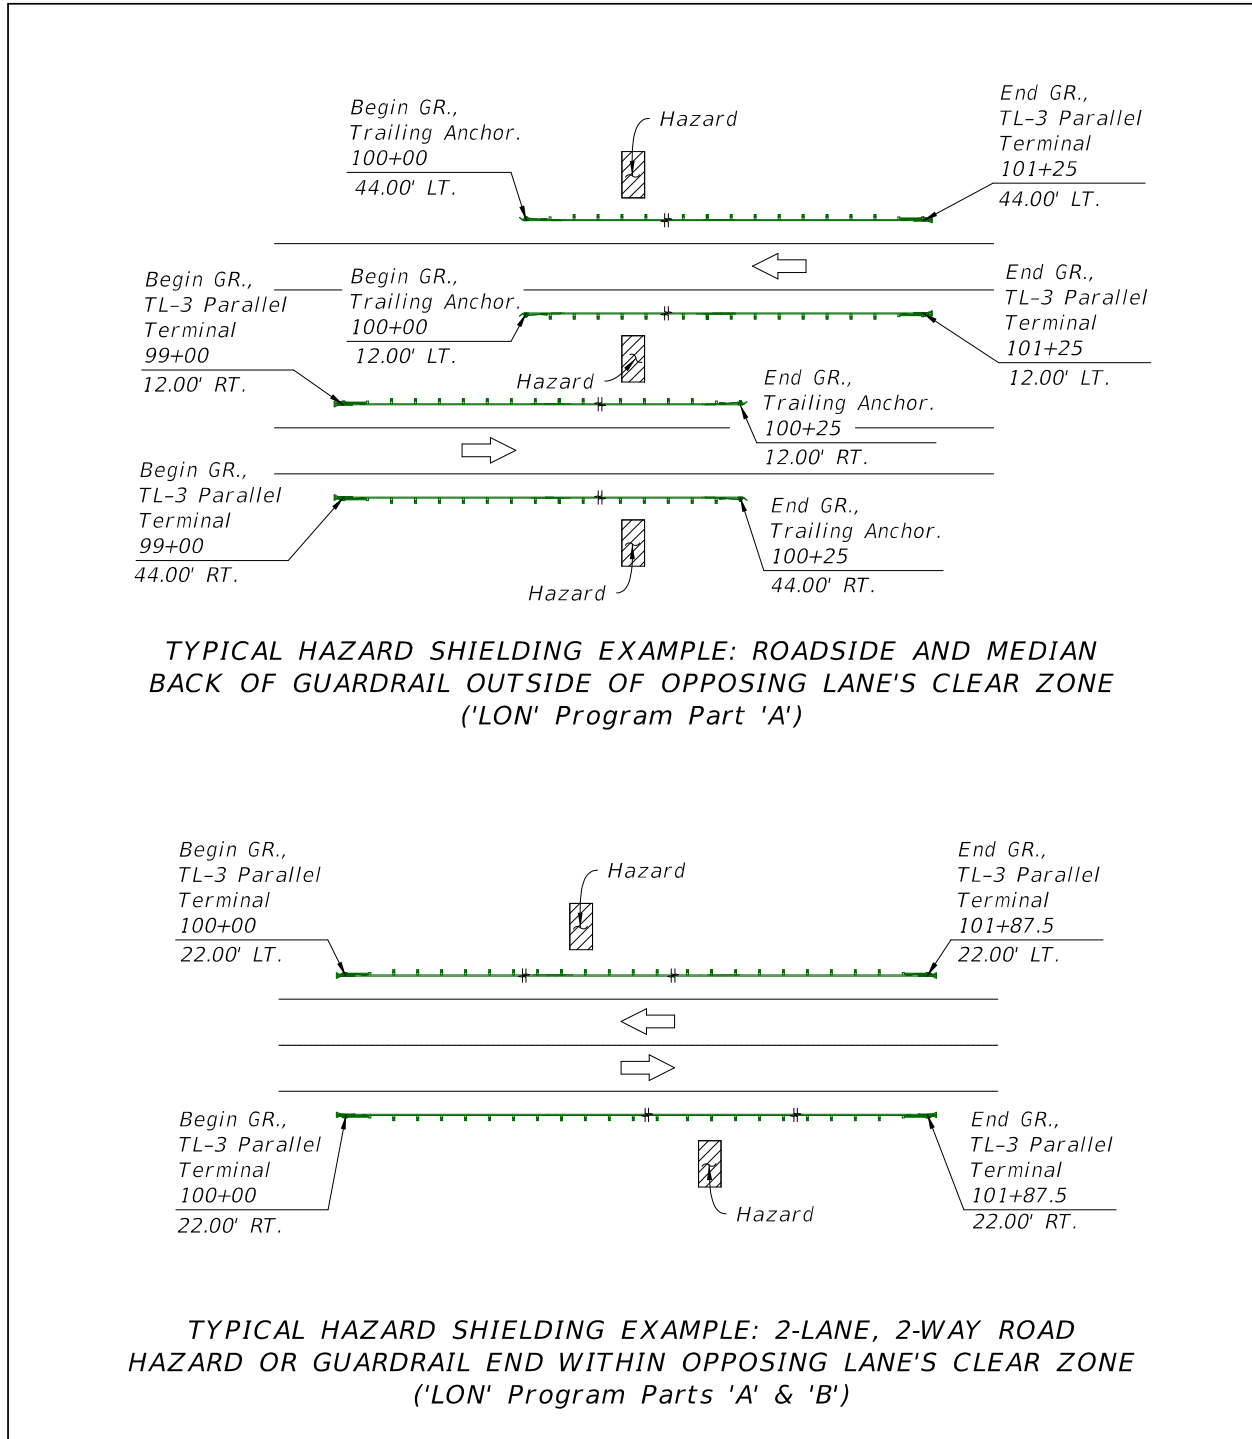 Begin GR.,
Trailing Anchor.
100+00
44.00' LT.
Hazard
End GR.,
TL-3 Parallel
Terminal
101+25
44.00' LT.
Begin GR.,
TL-3 Parallel
Terminal
99+00
12.00' RT.
Begin GR.,
Trailing Anchor.
100+00
12.00' LT.
End GR.,
TL-3 Parallel
Terminal
101+25
12.00' LT.
Hazard
End GR.,
Trailing Anchor.
100+25
12.00' RT.
Begin GR.,
TL-3 Parallel
Terminal
99+00
44.00' RT.
End GR.,
Trailing Anchor.
100+25
44.00' RT.
Hazard
TYPICAL HAZARD SHIELDING EXAMPLE: ROADSIDE AND MEDIAN
BACK OF GUARDRAIL OUTSIDE OF OPPOSING LANE'S CLEAR ZONE
('LON' Program Part 'A')
Begin GR.,
TL-3 Parallel
Terminal
100+00
22.00' LT.
Hazard
End GR.,
TL-3 Parallel
Terminal
101+87.5
22.00' LT.
Begin GR.,
TL-3 Parallel
Terminal
100+00
22.00' RT.
End GR.,
TL-3 Parallel
Terminal
101+87.5
22.00' RT.
Hazard
TYPICAL HAZARD SHIELDING EXAMPLE: 2-LANE, 2-WAY ROAD
HAZARD OR GUARDRAIL END WITHIN OPPOSING LANE'S CLEAR ZONE
('LON' Program Parts 'A' & 'B')